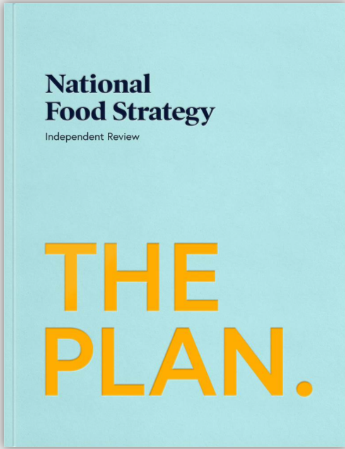 National
Food Strategy
Independent Review
THE
PLAN.